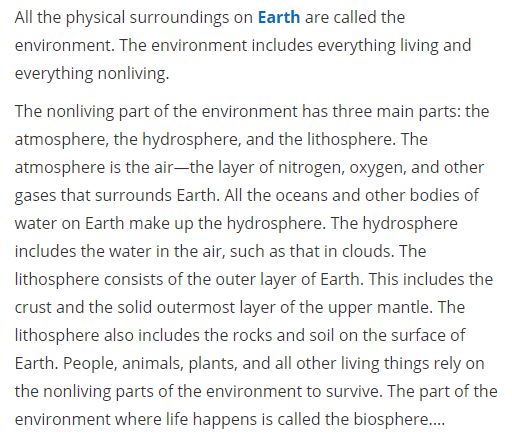 All the physical surroundings on Earth are called the
environment. The environment includes everything living and
everything nonliving.
The nonliving part of the environment has three main parts: the
atmosphere, the hydrosphere, and the lithosphere. The
atmosphere is the air—the layer of nitrogen, oxygen, and other
gases that surrounds Earth. All the oceans and other bodies of
water on Earth make up the hydrosphere. The hydrosphere
includes the water in the air, such as that in clouds. The
lithosphere consists of the outer layer of Earth. This includes the
crust and the solid outermost layer of the upper mantle. The
lithosphere also includes the rocks and soil on the surface of
Earth. People, animals, plants, and all other living things rely on
the nonliving parts of the environment to survive. The part of the
environment where life happens is called the biosphere....